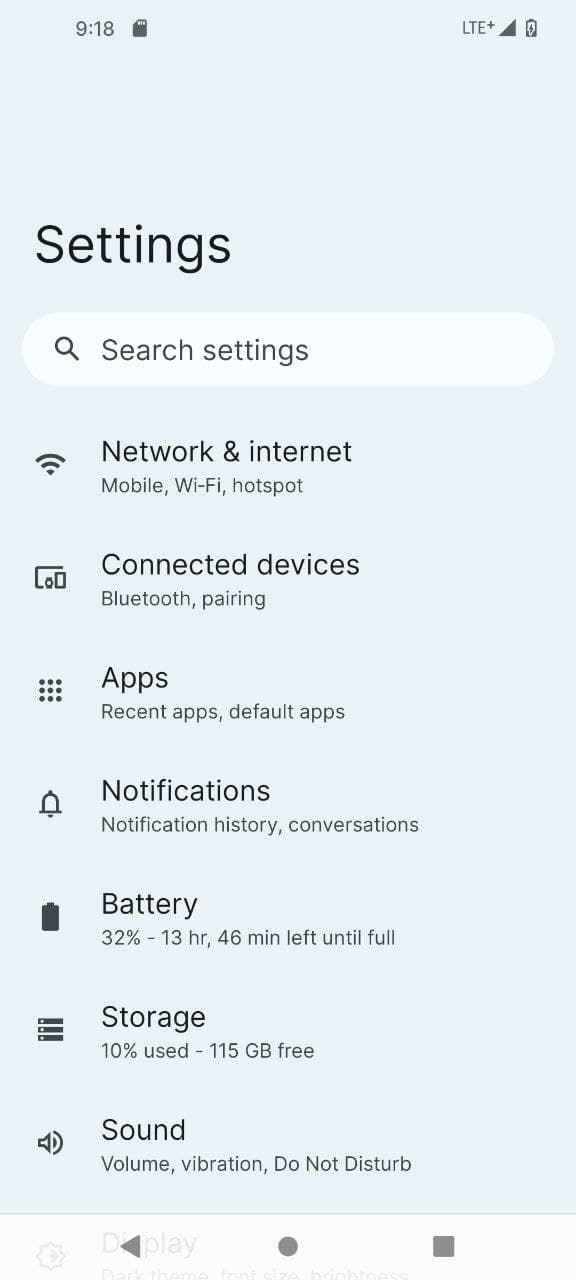 9:18 LTE+
Settings
Search settings
Network & internet
Mobile, Wi-Fi, hotspot
Connected devices
Bluetooth, pairing
Apps
Recent apps, default apps
Notifications
Notification history, conversations
Battery
32% - 13 hr, 46 min left until full
Storage
10% used - 115 GB free
Sound
Volume, vibration, Do Not Disturb
Display
Dark theme, font size, brightness